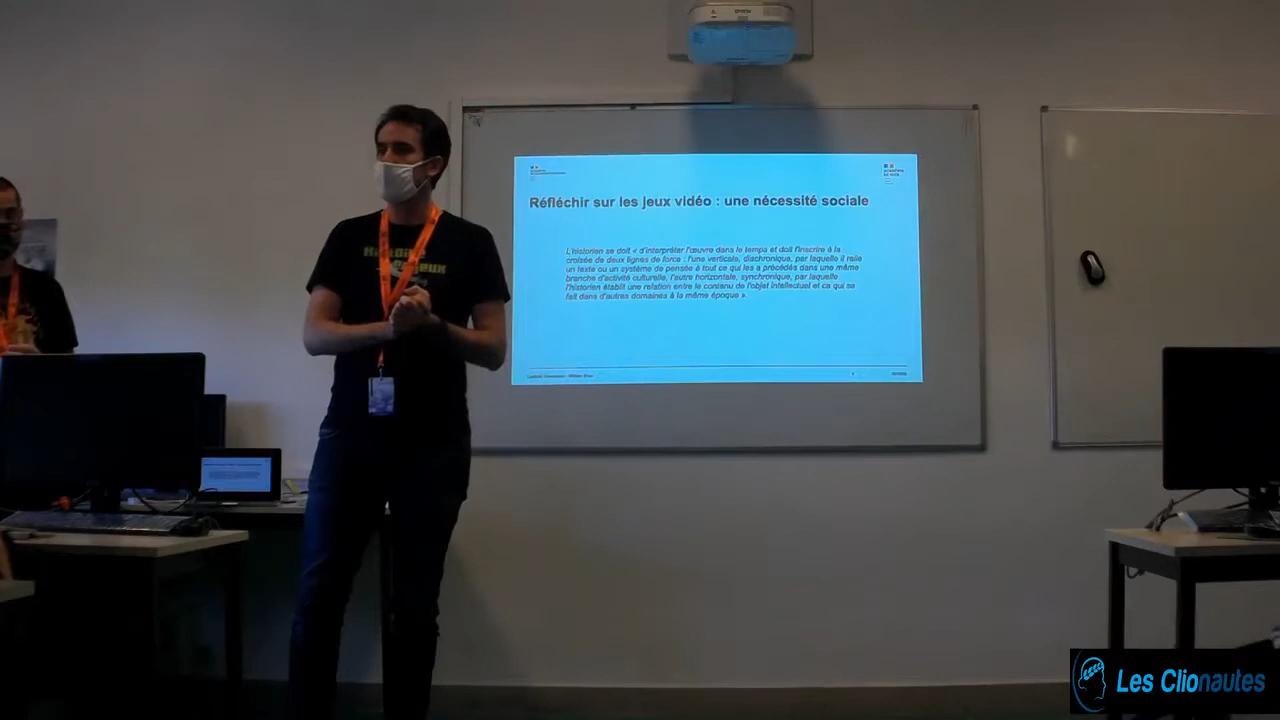 EPSON
Réfléchir sur les jeux vidéo : une nécessité sociale
L'historien se doit « d'interpréter l'œuvre dans le temps et doit l'inscrire à la
croisée de deux lignes de force : l'une verticale, diachronique, par laquelle il relie
un texte ou un système de pensée à tout ce qui les a précédés dans une même
branche d'activité culturelle, l'autre horizontale, synchronique, par laquelle
l'historien établit une relation entre le contenu de l'objet intellectuel et ce qui se
fait dans d'autres domaines à la même époque ».
Les Clionautes